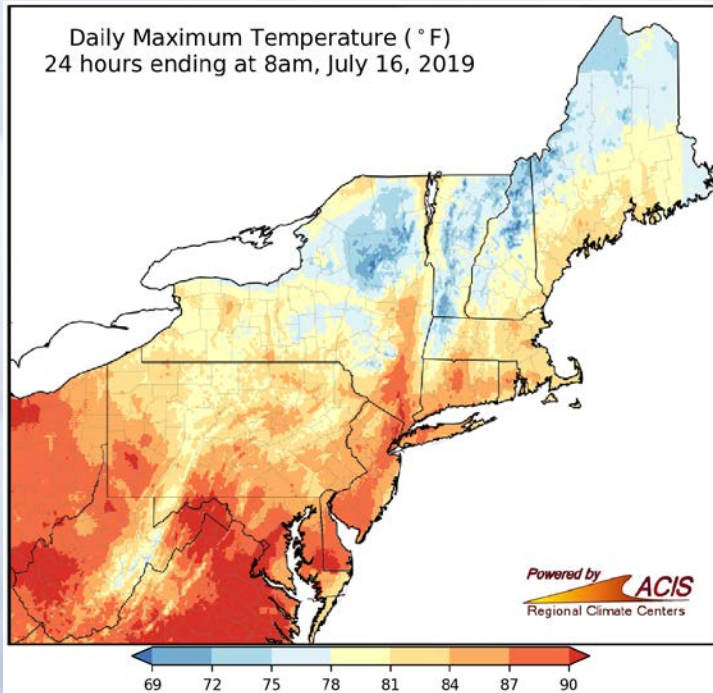 Daily Maximum Temperature (°F)
24 hours ending at 8am, July 16, 2019
Powered by
ACIS
Regional Climate Centers
69 72 75 78 81 84 87 90